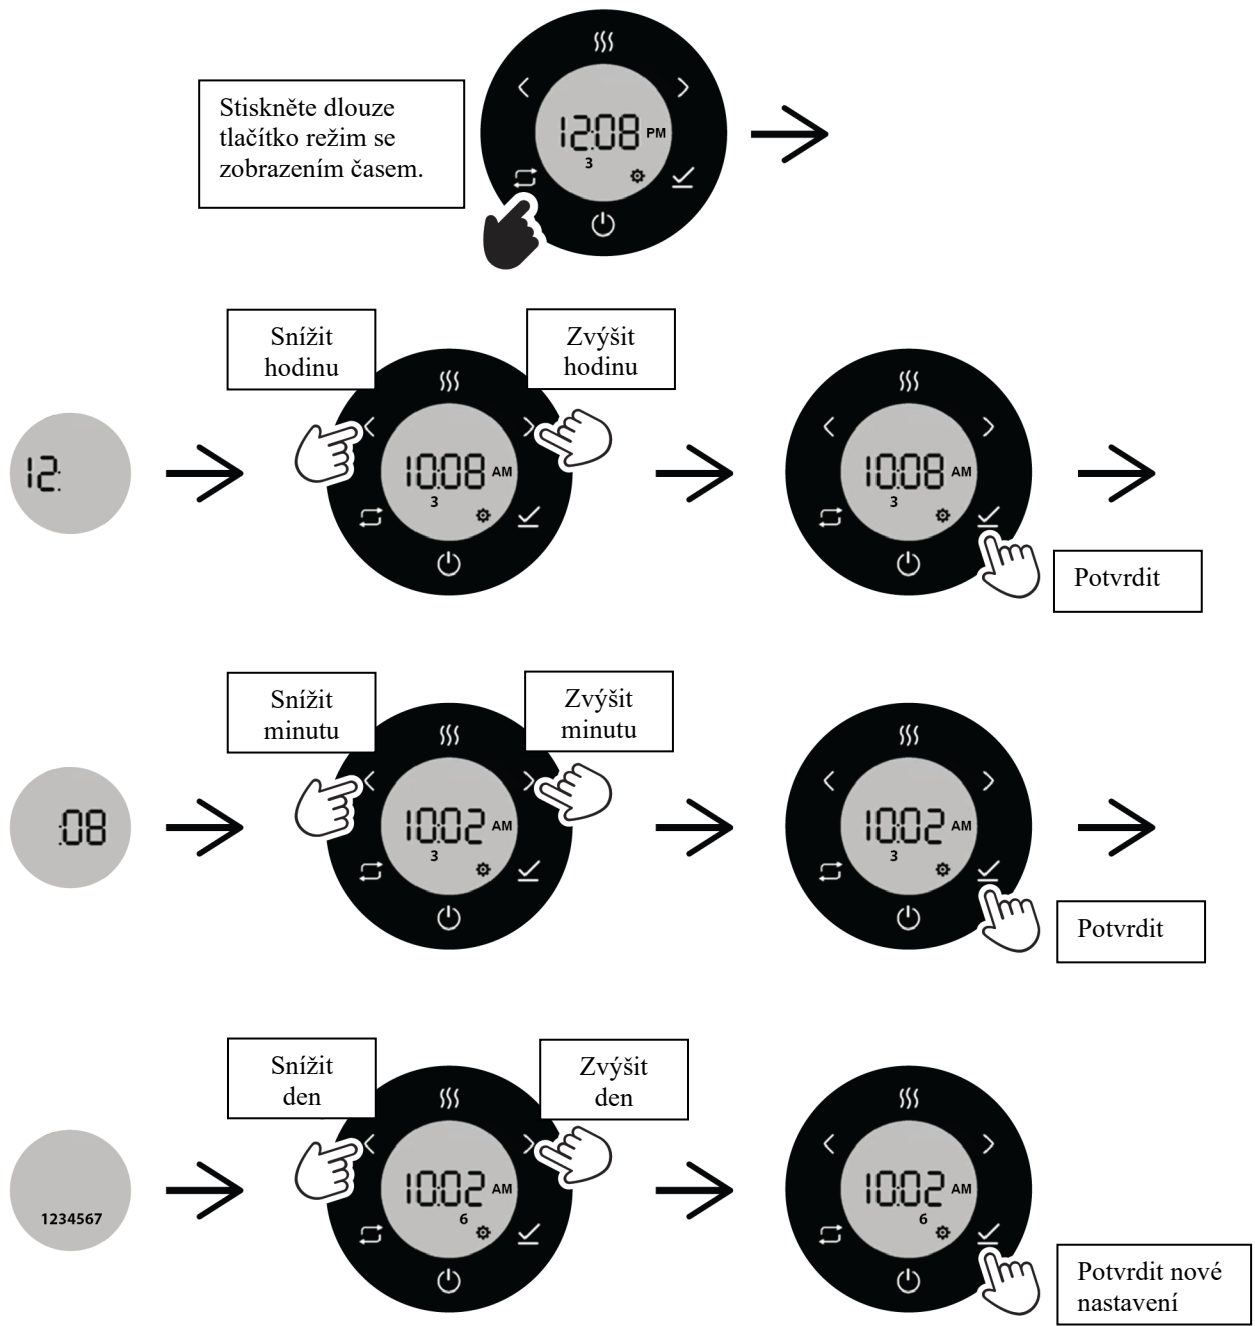 Stiskněte dlouze
tlačítko režim se
zobrazením časem.
12:08 PM
3
Snížit
hodinu
Zvýšit
hodinu
12:
10:08 AM
3
10:08 AM
3
Potvrdit
Snížit
minutu
Zvýšit
minutu
:08
10:02 AM
3
10:02 AM
3
Potvrdit
Snížit
den
Zvýšit
den
1234567
10:02 AM
6
10:02 AM
6
Potvrdit nové
nastavení